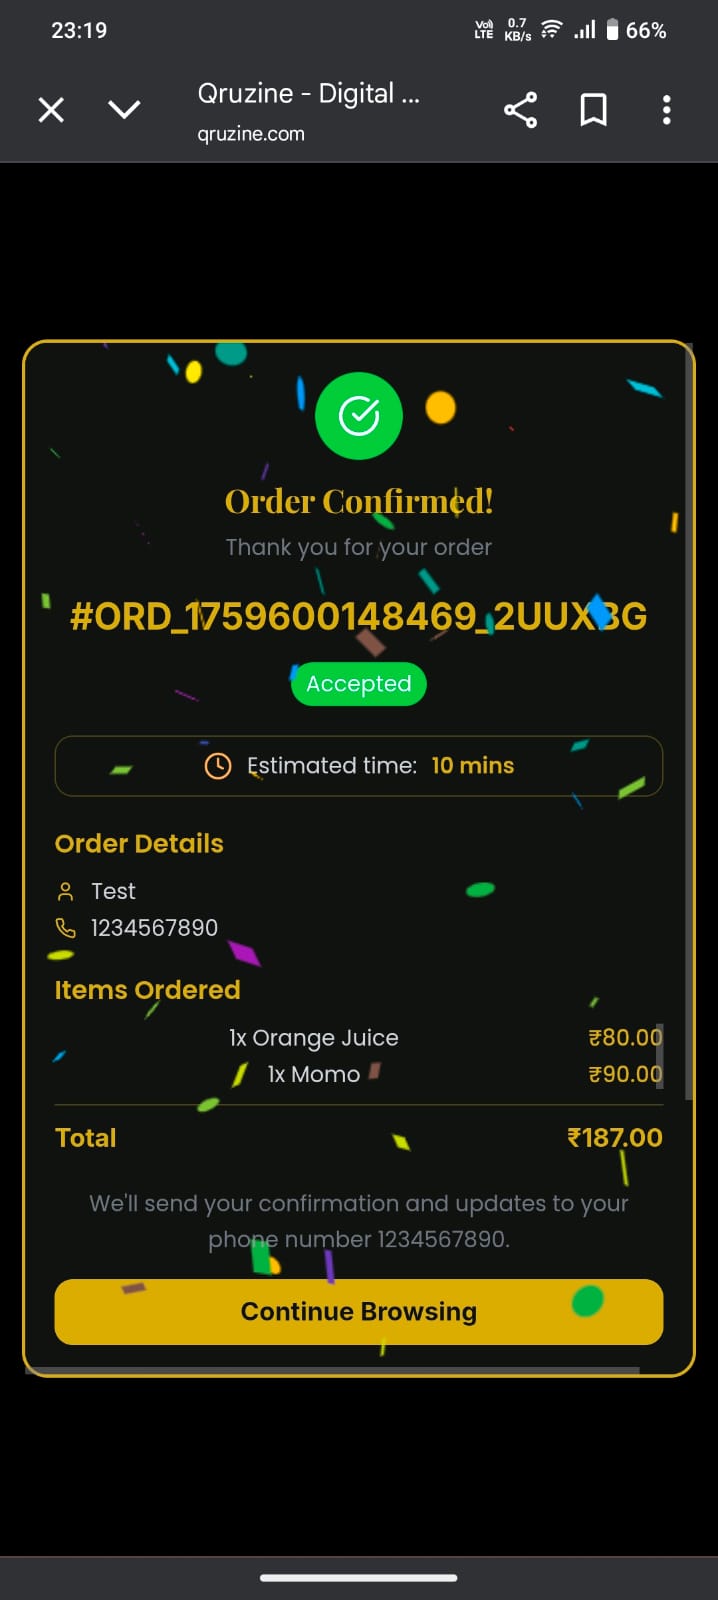 23:19 Vo) LTE 0.7 KB/s 66%
Qruzine - Digital ...
qruzine.com
Order Confirmed!
Thank you for your order
#ORD_1759600148469_2UUXBG
Accepted
Estimated time: 10 mins
Order Details
Test
1234567890
Items Ordered
1x Orange Juice ₹80.00
1x Momo ₹90.00
Total ₹187.00
We'll send your confirmation and updates to your
phone number 1234567890.
Continue Browsing